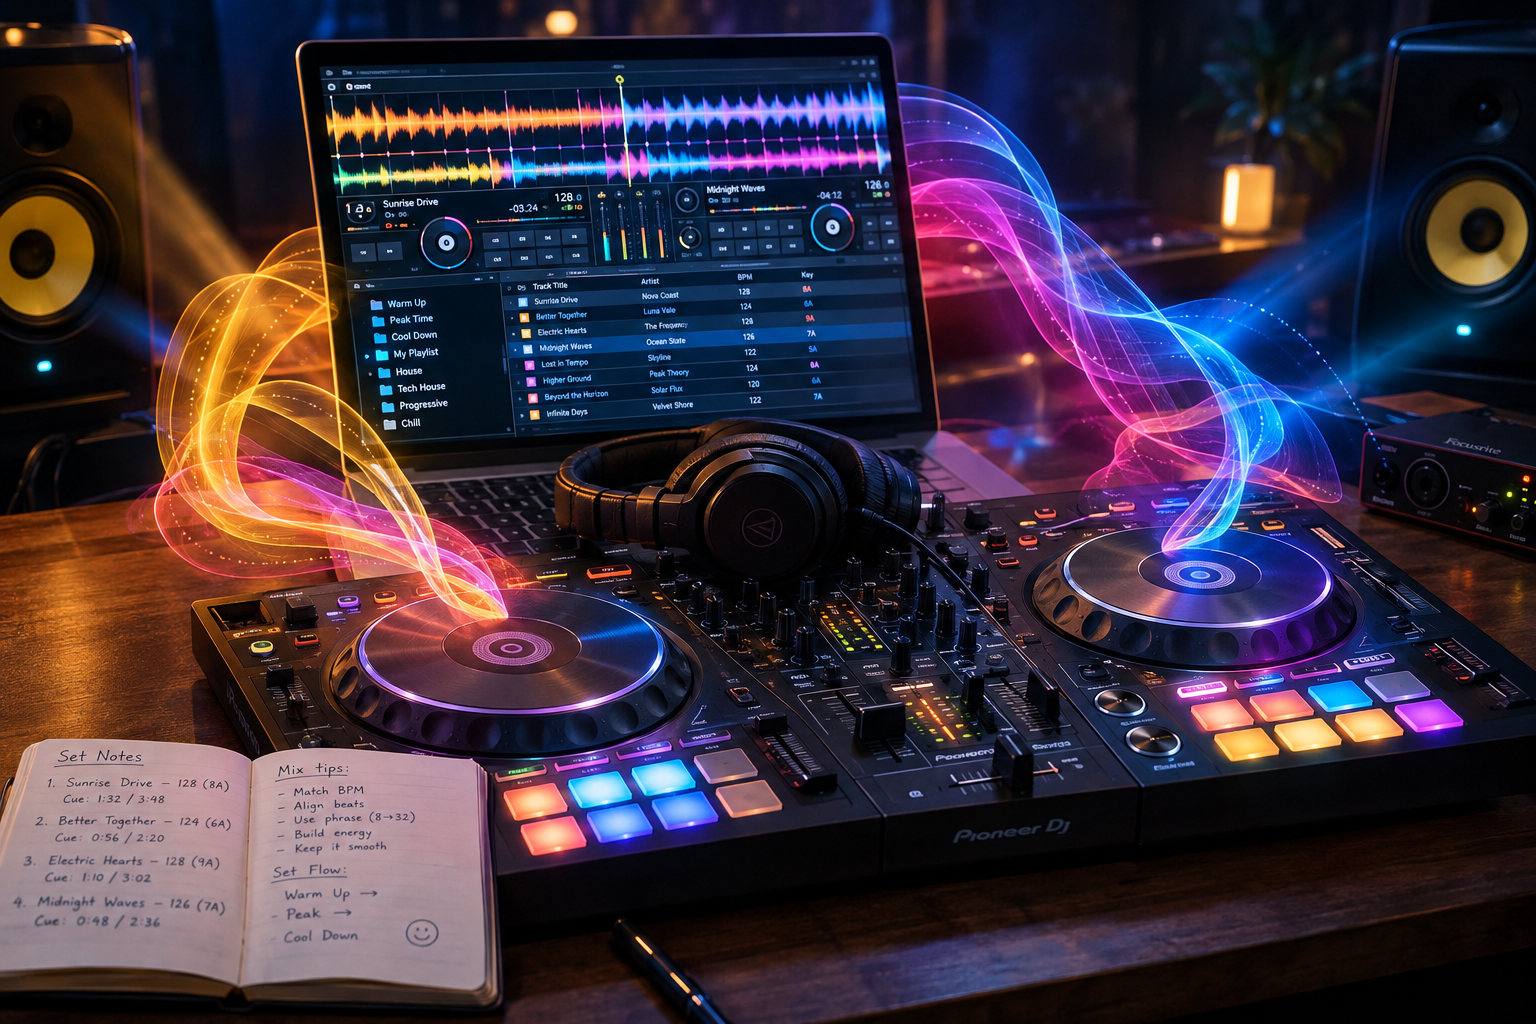 Sunrise Drive
128.0
-03.24
Midnight Waves
-04:12
126.0
Warm Up
Peak Time
Cool Down
My Playlist
House
Tech House
Progressive
Chill
Track Title Artist BPM Key
Sunrise Drive Nova Coast 128 8A
Better Together Luna Vale 124 6A
Electric Hearts The Frequency 128 9A
Midnight Waves Ocean State 126 7A
Lost in Tempo Skyline 122 5A
Higher Ground Peak Theory 124 8A
Beyond the Horizon Solar Flux 120 6A
Infinite Days Velvet Shore 122 7A
Focusrite
Pioneer DJ
Set Notes
1. Sunrise Drive – 128 (8A)
Cue: 1:32 / 3:48
2. Better Together – 124 (6A)
Cue: 0:56 / 2:20
3. Electric Hearts – 128 (9A)
Cue: 1:10 / 3:02
4. Midnight Waves – 126 (7A)
Cue: 0:48 / 2:36
Mix tips:
– Match BPM
– Align beats
– Use phrase (8→32)
– Build energy
– Keep it smooth
Set Flow:
Warm Up →
- Peak →
- Cool Down